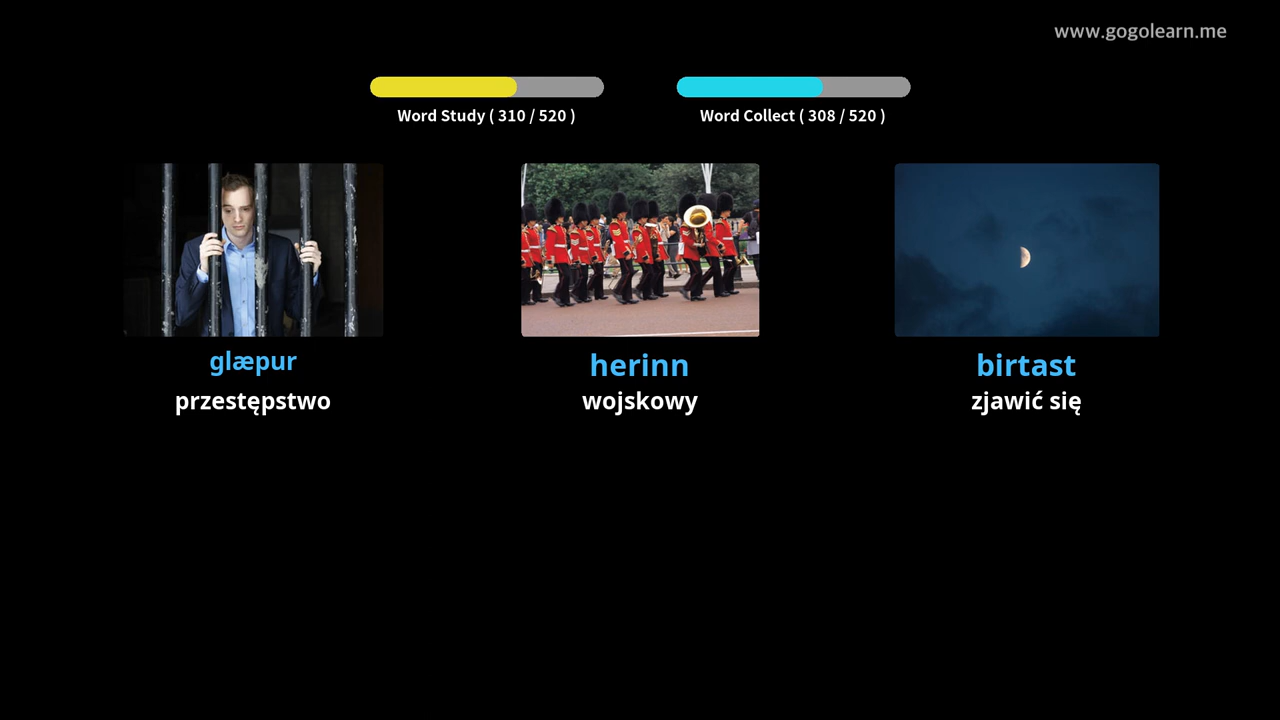 www.gogolearn.me
Word Study ( 310 / 520 )
Word Collect ( 308 / 520 )
glæpur
przestępstwo
herinn
wojskowy
birtast
zjawić się